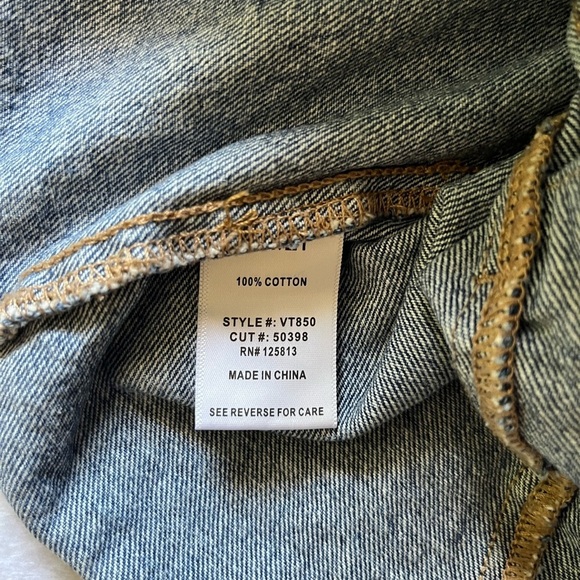 100% COTTON
STYLE #: VT850
CUT #: 50398
RN# 125813
MADE IN CHINA
SEE REVERSE FOR CARE